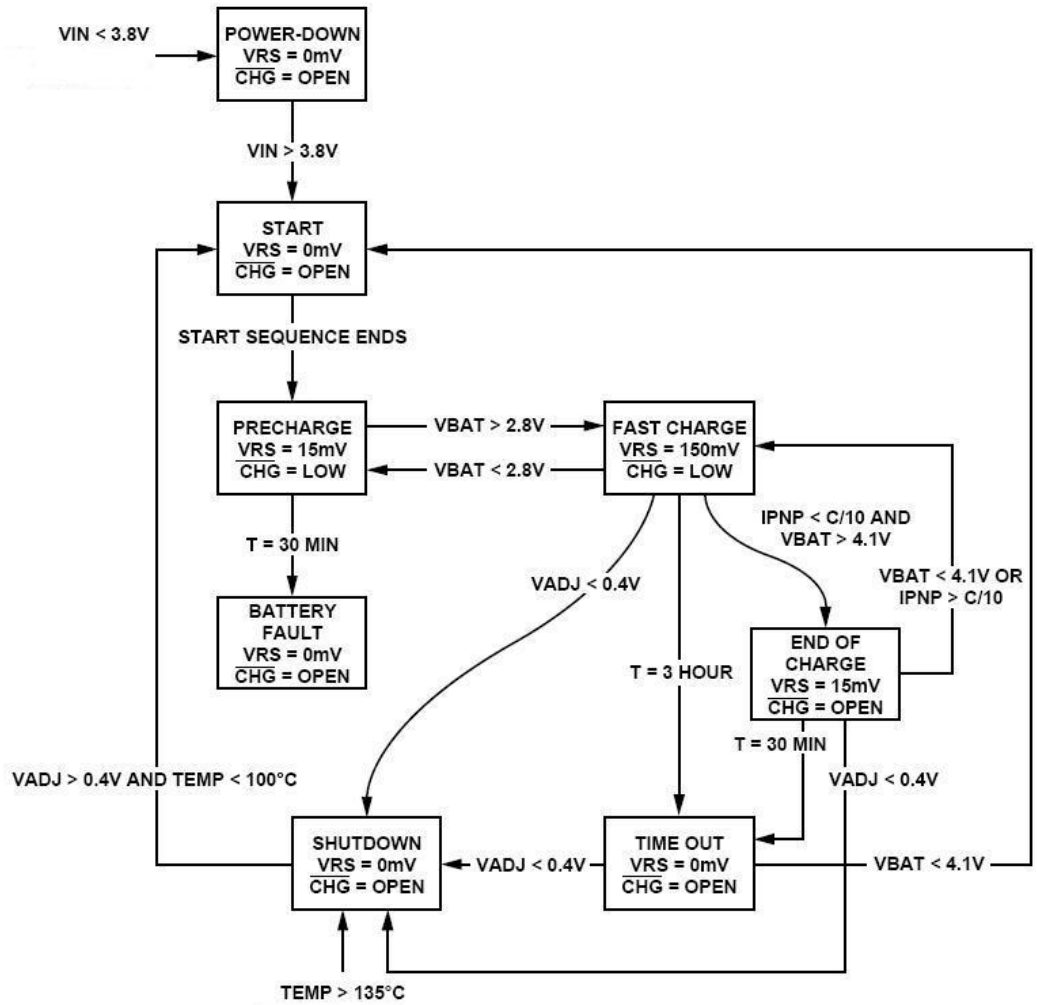 VIN < 3.8V
POWER-DOWN
VRS = 0mV
CHG = OPEN
VIN > 3.8V
START
VRS = 0mV
CHG = OPEN
START SEQUENCE ENDS
PRECHARGE
VRS = 15mV
CHG = LOW
VBAT > 2.8V
VBAT < 2.8V
FAST CHARGE
VRS = 150mV
CHG = LOW
T = 30 MIN
BATTERY
FAULT
VRS = 0mV
CHG = OPEN
VADJ < 0.4V
T = 3 HOUR
IPNP < C/10 AND
VBAT > 4.1V
VBAT < 4.1V OR
IPNP > C/10
END OF
CHARGE
VRS = 15mV
CHG = OPEN
T = 30 MIN
VADJ < 0.4V
VADJ > 0.4V AND TEMP < 100°C
SHUTDOWN
VRS = 0mV
CHG = OPEN
VADJ < 0.4V
TIME OUT
VRS = 0mV
CHG = OPEN
VBAT < 4.1V
TEMP > 135°C